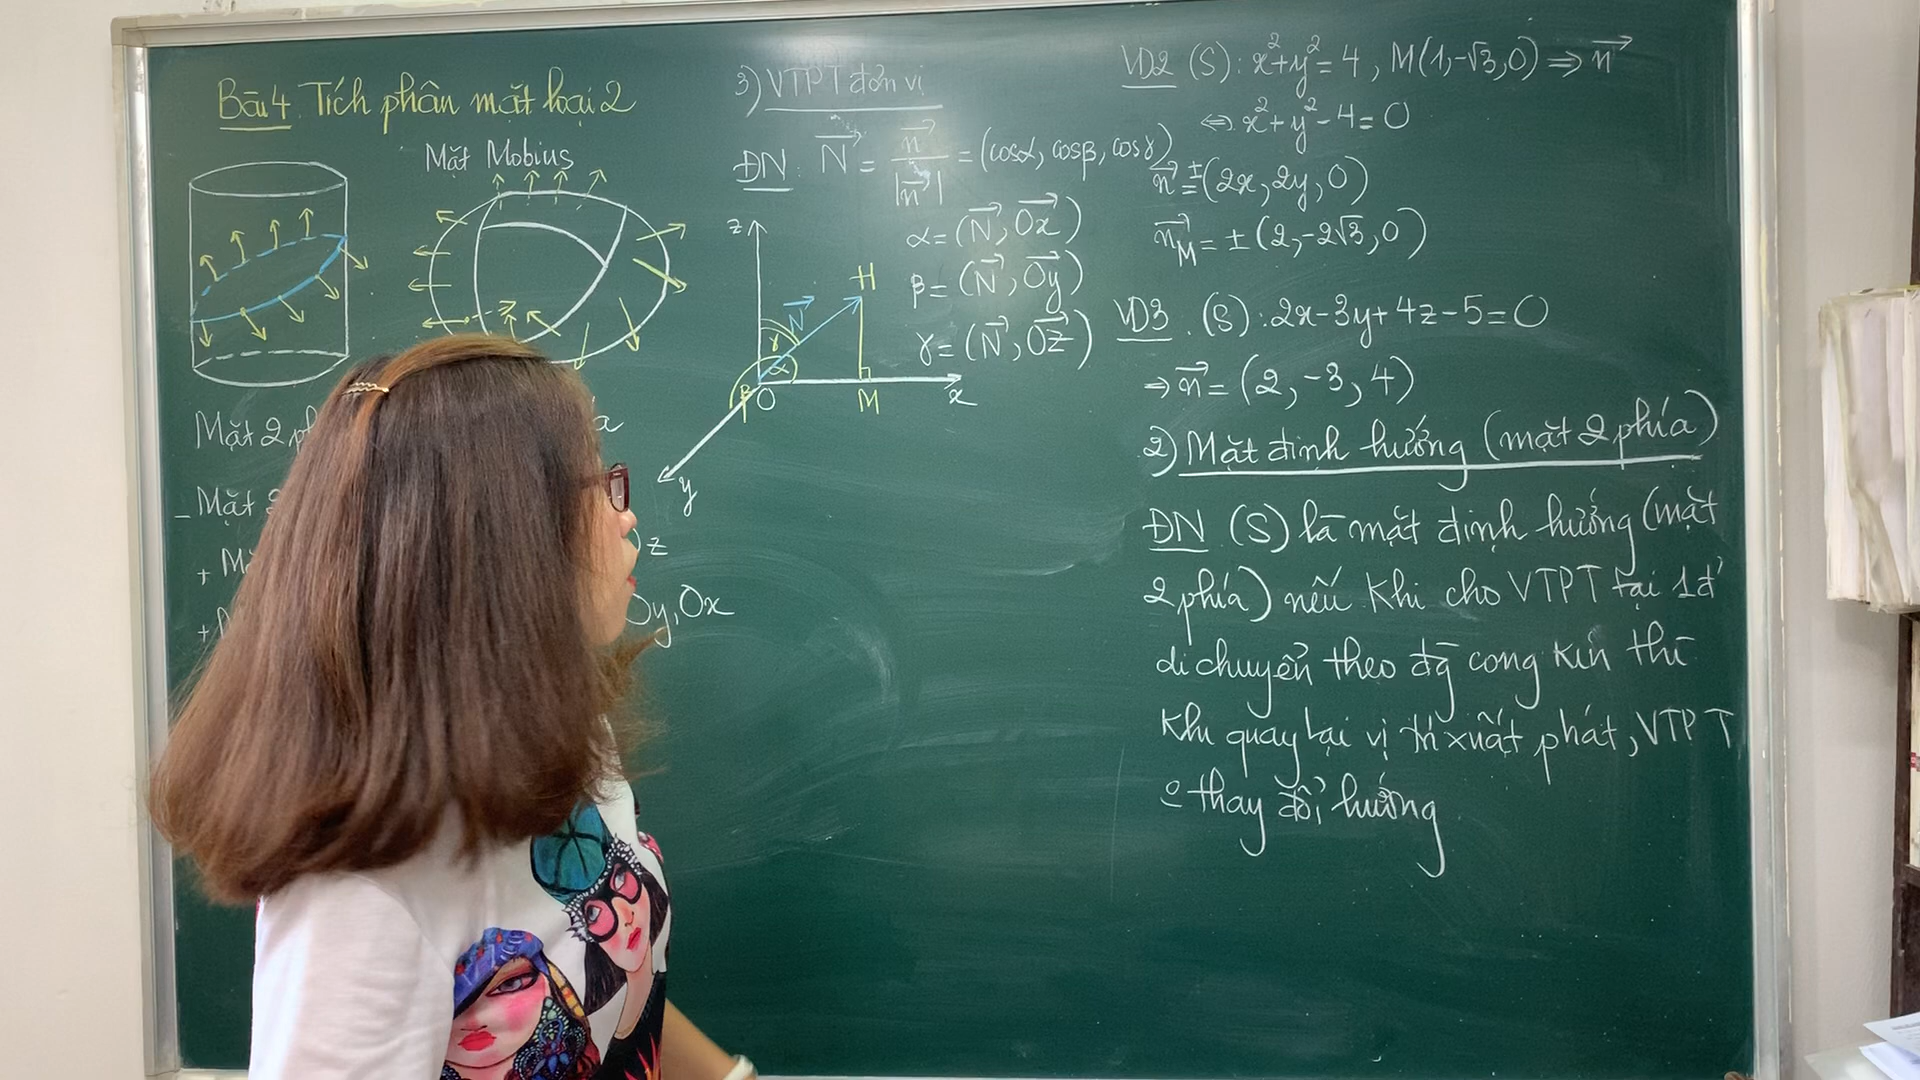 Bài 4. Tích phân mặt loại 2
Mặt Mobius
Mặt 2
_ Mặt
+
+
z
Oy, Ox
3) VTPT đơn vị
ĐN: N⃗ = n⃗/|n⃗| = (cosα, cosβ, cosγ)
α = (N⃗, Ox⃗)
β = (N⃗, Oy⃗)
γ = (N⃗, Oz⃗)
z
H
N⃗
γ
α
β
O
M
x
y
VD2 (S): x²+y² = 4, M(1,-√3,0) ⇒ n⃗
⇔ x²+y²-4=0
n⃗ = ±(2x, 2y, 0)
n⃗_M = ±(2,-2√3,0)
VD3. (S): 2x-3y+4z-5=0
⇒ n⃗ = (2,-3,4)
2) Mặt định hướng (mặt 2 phía)
ĐN. (S) là mặt định hướng (mặt
2 phía) nếu khi cho VTPT tại 1đ'
di chuyển theo đg cong kín thì
khi quay lại vị trí xuất phát, VTPT
thay đổi hướng